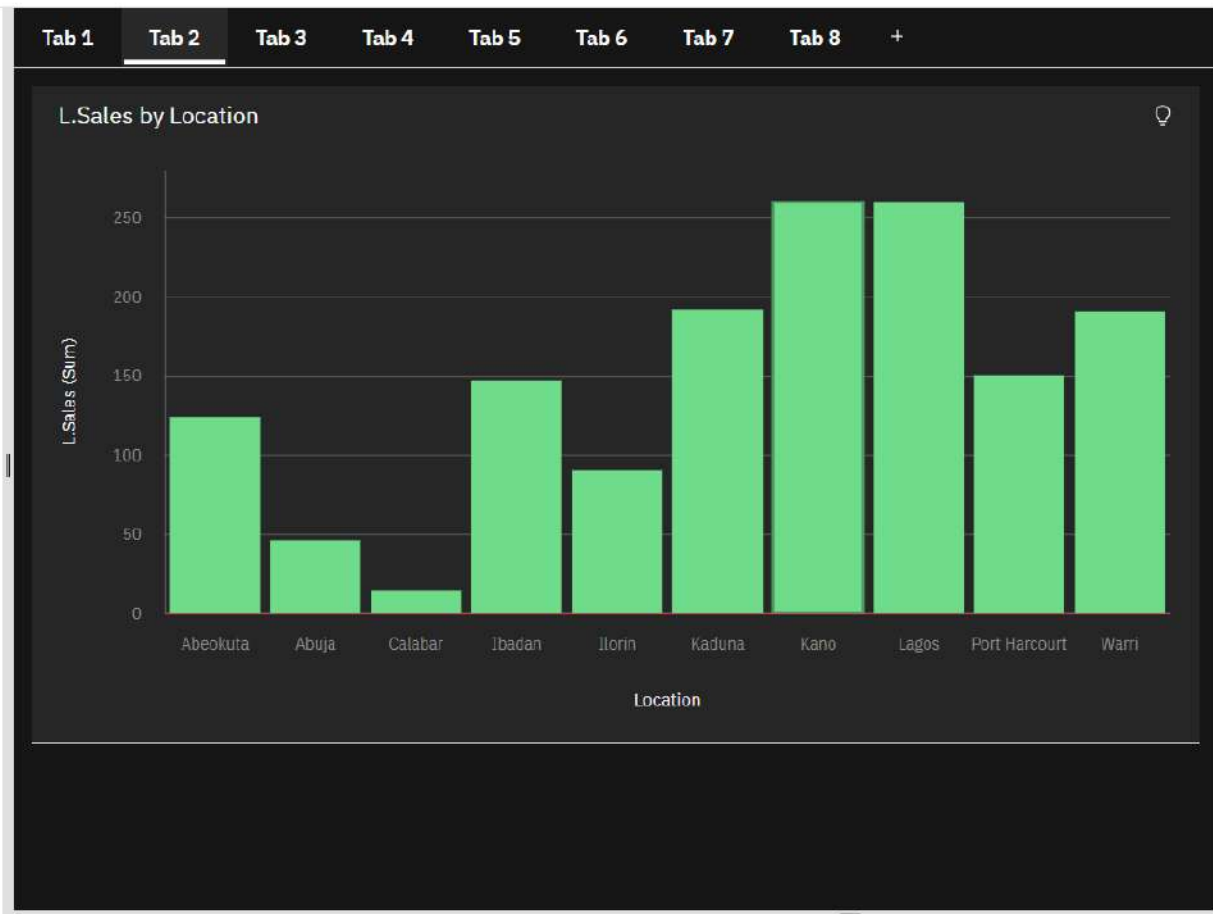 Tab 1 Tab 2 Tab 3 Tab 4 Tab 5 Tab 6 Tab 7 Tab 8 +
L.Sales by Location
L.Sales (Sum)
250
200
150
100
50
0
Abeokuta Abuja Calabar Ibadan Ilorin Kaduna Kano Lagos Port Harcourt Warri
Location